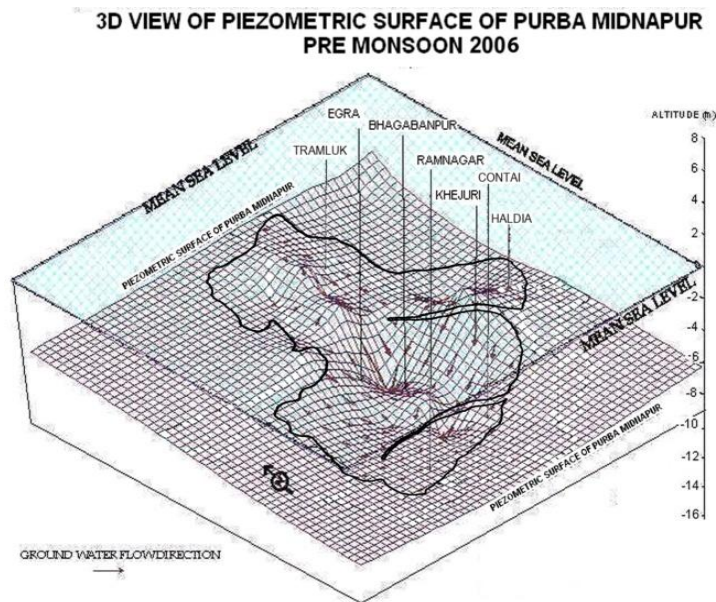 3D VIEW OF PIEZOMETRIC SURFACE OF PURBA MIDNAPUR
PRE MONSOON 2006
EGRA
BHAGABANPUR
ALTITUDE (m)
MEAN SEA LEVEL
MEAN SEA LEVEL
TRAMLUK
RAMNAGAR
CONTAI
KHEJURI
HALDIA
PIEZOMETRIC SURFACE OF PURBA MIDNAPUR
8
6
4
2
0
-2
-4
-6
-8
-10
-12
-14
-16
MEAN SEA LEVEL
PIEZOMETRIC SURFACE OF PURBA MIDNAPUR
GROUND WATER FLOWDIRECTION